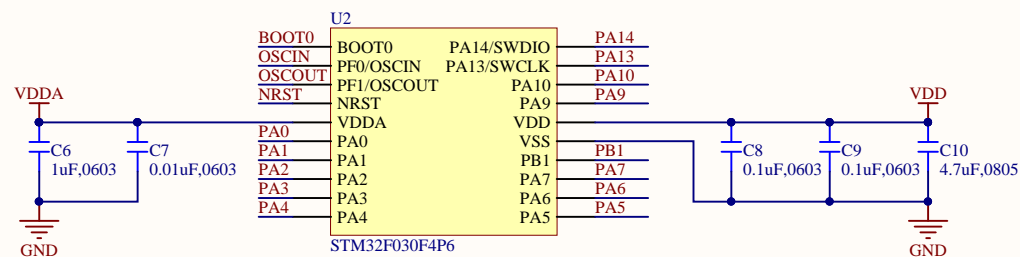 U2
BOOT0 BOOT0 PA14/SWDIO PA14
OSCIN PF0/OSCIN PA13/SWCLK PA13
OSCOUT PF1/OSCOUT PA10 PA10
NRST NRST PA9 PA9
VDDA VDDA VDD VDD
PA0 PA0 VSS
C6 C7 C8 C9 C10
PA1 PA1 PB1 PB1
1uF,0603 0.01uF,0603 0.1uF,0603 0.1uF,0603 4.7uF,0805
PA2 PA2 PA7 PA7
PA3 PA3 PA6 PA6
PA4 PA4 PA5 PA5
STM32F030F4P6
GND GND